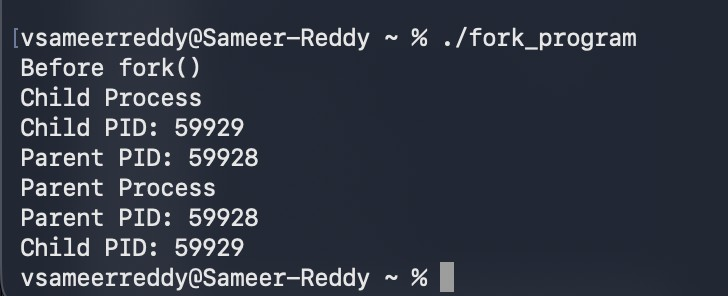 [vsameerreddy@Sameer-Reddy ~ % ./fork_program
Before fork()
Child Process
Child PID: 59929
Parent PID: 59928
Parent Process
Parent PID: 59928
Child PID: 59929
vsameerreddy@Sameer-Reddy ~ %